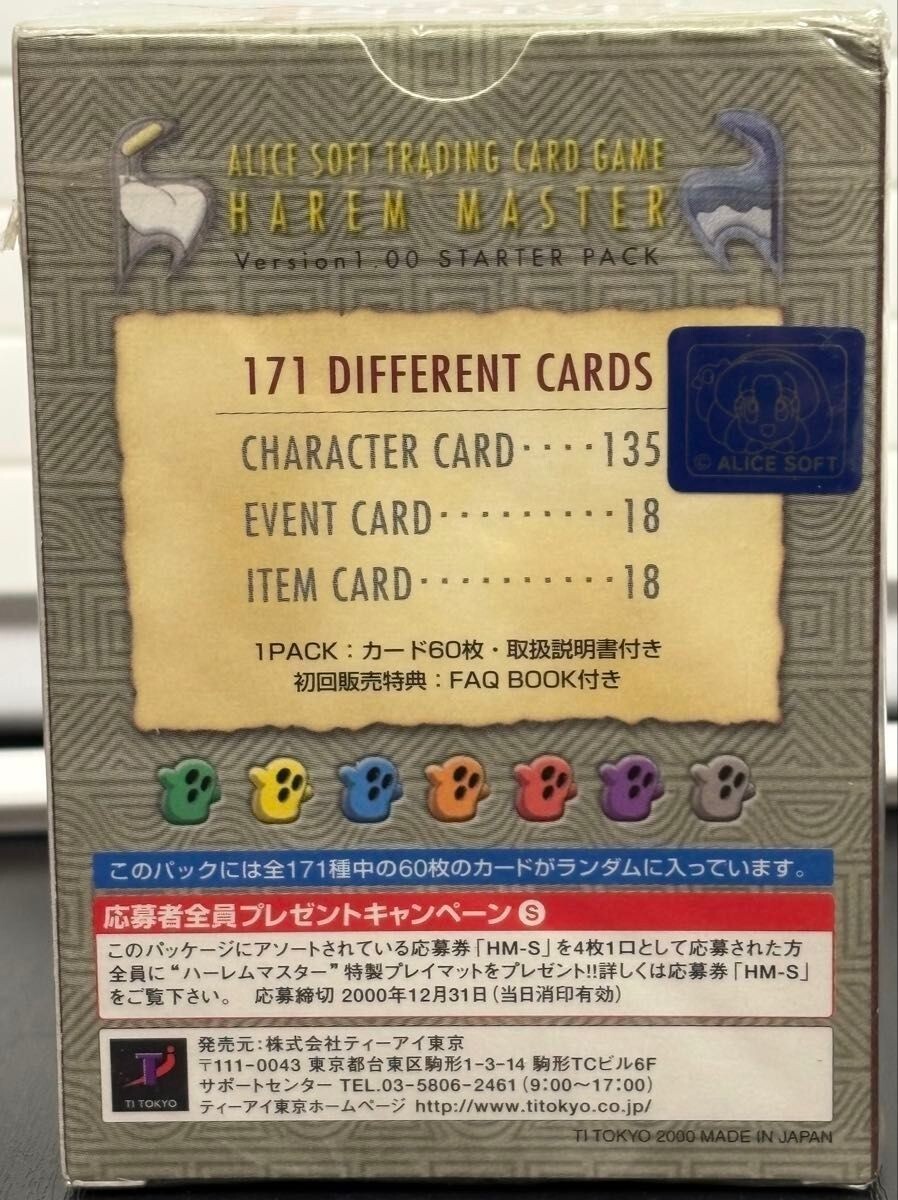 ALICE SOFT TRADING CARD GAME
HAREM MASTER
Version1.00 STARTER PACK
171 DIFFERENT CARDS
CHARACTER CARD････135
EVENT CARD･････････18
ITEM CARD･･････････18
© ALICE SOFT
1PACK：カード60枚・取扱説明書付き
初回販売特典：FAQ BOOK付き
このパックには全171種中の60枚のカードがランダムに入っています。
応募者全員プレゼントキャンペーンⓈ
このパッケージにアソートされている応募券「HM-S」を4枚1口として応募された方
全員に“ハーレムマスター”特製プレイマットをプレゼント!!詳しくは応募券「HM-S」
をご覧下さい。 応募締切 2000年12月31日(当日消印有効)
発売元：株式会社ティーアイ東京
〒111-0043 東京都台東区駒形1-3-14 駒形TCビル6F
サポートセンター TEL.03-5806-2461(9:00〜17:00)
ティーアイ東京ホームページ http://www.titokyo.co.jp/
TI TOKYO
TI TOKYO 2000 MADE IN JAPAN